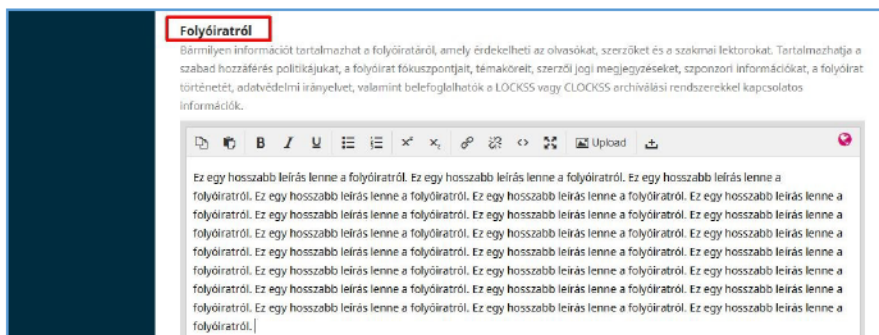 Folyóiratról
Bármilyen információt tartalmazhat a folyóiratáról, amely érdekelheti az olvasókat, szerzőket és a szakmai lektorokat. Tartalmazhatja a
szabad hozzáférés politikájukat, a folyóirat fókuszpontjait, témaköreit, szerzői jogi megjegyzéseket, szponzori információkat, a folyóirat
történetét, adatvédelmi irányelvet, valamint belefoglalhatók a LOCKSS vagy CLOCKSS archiválási rendszerekkel kapcsolatos
információk.
B I U x² x₂ Upload
Ez egy hosszabb leírás lenne a folyóiratról. Ez egy hosszabb leírás lenne a folyóiratról. Ez egy hosszabb leírás lenne a
folyóiratról. Ez egy hosszabb leírás lenne a folyóiratról. Ez egy hosszabb leírás lenne a folyóiratról. Ez egy hosszabb leírás lenne a
folyóiratról. Ez egy hosszabb leírás lenne a folyóiratról. Ez egy hosszabb leírás lenne a folyóiratról. Ez egy hosszabb leírás lenne a
folyóiratról. Ez egy hosszabb leírás lenne a folyóiratról. Ez egy hosszabb leírás lenne a folyóiratról. Ez egy hosszabb leírás lenne a
folyóiratról. Ez egy hosszabb leírás lenne a folyóiratról. Ez egy hosszabb leírás lenne a folyóiratról. Ez egy hosszabb leírás lenne a
folyóiratról. Ez egy hosszabb leírás lenne a folyóiratról. Ez egy hosszabb leírás lenne a folyóiratról. Ez egy hosszabb leírás lenne a
folyóiratról. Ez egy hosszabb leírás lenne a folyóiratról. Ez egy hosszabb leírás lenne a folyóiratról. Ez egy hosszabb leírás lenne a
folyóiratról. Ez egy hosszabb leírás lenne a folyóiratról. Ez egy hosszabb leírás lenne a folyóiratról. Ez egy hosszabb leírás lenne a
folyóiratról.